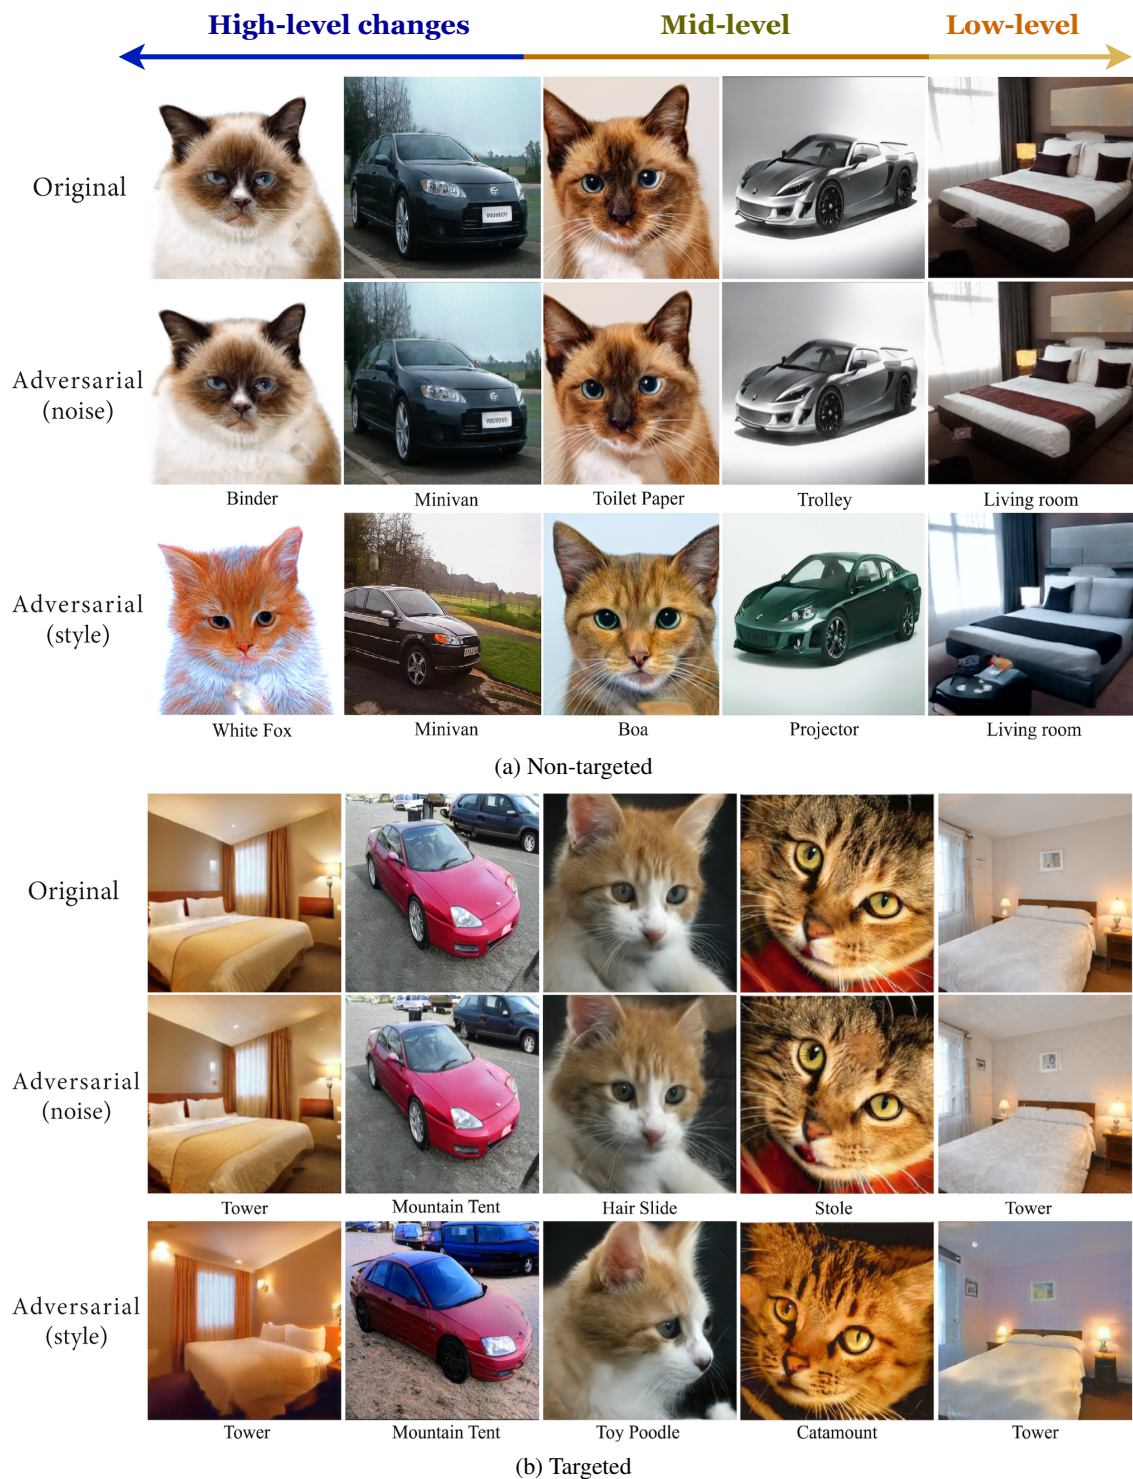 High-level changes Mid-level Low-level
Original
Adversarial
(noise)
Binder Minivan Toilet Paper Trolley Living room
Adversarial
(style)
White Fox Minivan Boa Projector Living room
(a) Non-targeted
Original
Adversarial
(noise)
Tower Mountain Tent Hair Slide Stole Tower
Adversarial
(style)
Tower Mountain Tent Toy Poodle Catamount Tower
(b) Targeted